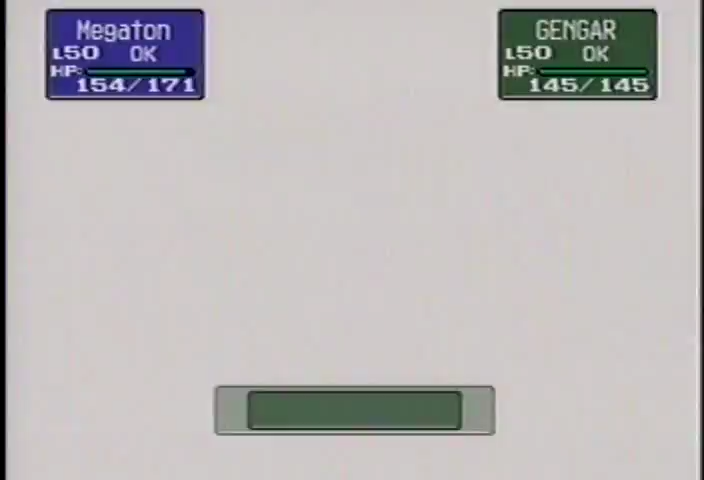 Megaton
L50 OK
HP:
154/171
GENGAR
L50 OK
HP:
145/145